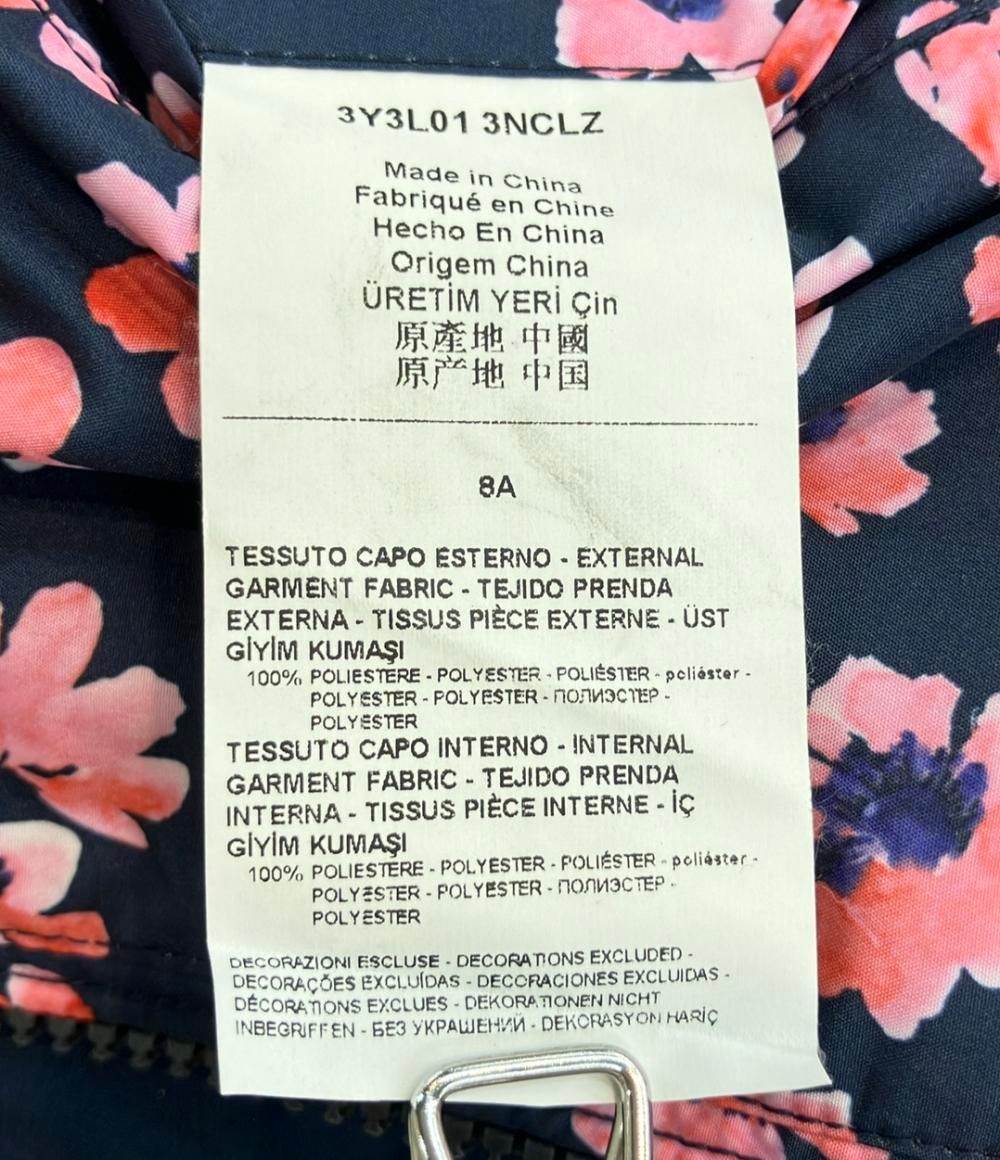 3Y3L01 3NCLZ
Made in China
Fabriqué en Chine
Hecho En China
Origem China
ÜRETİM YERİ Çin
原產地 中國
原产地 中国
8A
TESSUTO CAPO ESTERNO - EXTERNAL
GARMENT FABRIC - TEJIDO PRENDA
EXTERNA - TISSUS PIÈCE EXTERNE - ÜST
GİYİM KUMAŞI
100% POLIESTERE - POLYESTER - POLIÉSTER - poliéster -
POLYESTER - POLYESTER - ПОЛИЭСТЕР -
POLYESTER
TESSUTO CAPO INTERNO - INTERNAL
GARMENT FABRIC - TEJIDO PRENDA
INTERNA - TISSUS PIÈCE INTERNE - İÇ
GİYİM KUMAŞI
100% POLIESTERE - POLYESTER - POLIÉSTER - poliéster -
POLYESTER - POLYESTER - ПОЛИЭСТЕР -
POLYESTER
DECORAZIONI ESCLUSE - DECORATIONS EXCLUDED -
DECORAÇÕES EXCLUÍDAS - DECORACIONES EXCLUIDAS -
DÉCORATIONS EXCLUES - DEKORATIONEN NICHT
INBEGRIFFEN - БЕЗ УКРАШЕНИЙ - DEKORASYON HARİÇ